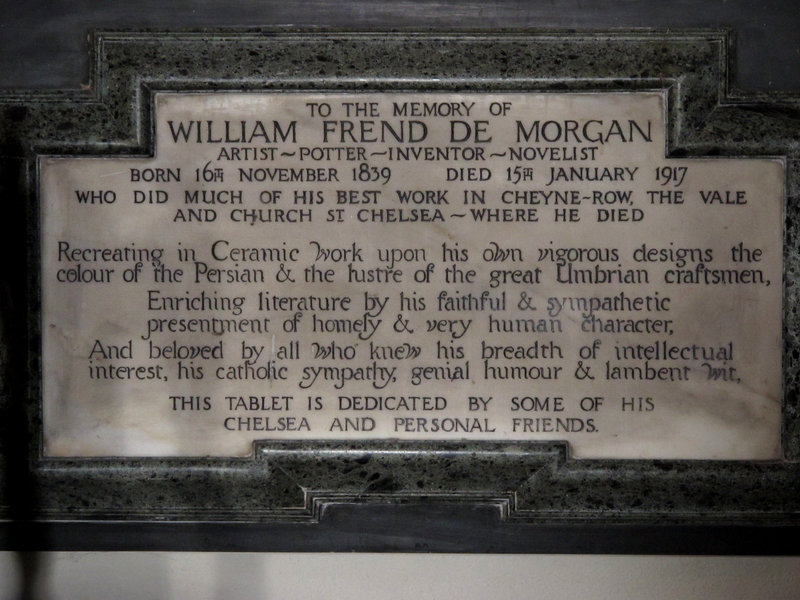 TO THE MEMORY OF
WILLIAM FREND DE MORGAN
ARTIST~POTTER~INVENTOR~NOVELIST
BORN 16TH NOVEMBER 1839 DIED 15TH JANUARY 1917
WHO DID MUCH OF HIS BEST WORK IN CHEYNE-ROW, THE VALE
AND CHURCH ST CHELSEA~WHERE HE DIED
Recreating in Ceramic work upon his own vigorous designs the
colour of the Persian & the lustre of the great Umbrian craftsmen,
Enriching literature by his faithful & sympathetic
presentment of homely & very human character,
And beloved by all who knew his breadth of intellectual
interest, his catholic sympathy, genial humour & lambent wit,
THIS TABLET IS DEDICATED BY SOME OF HIS
CHELSEA AND PERSONAL FRIENDS.